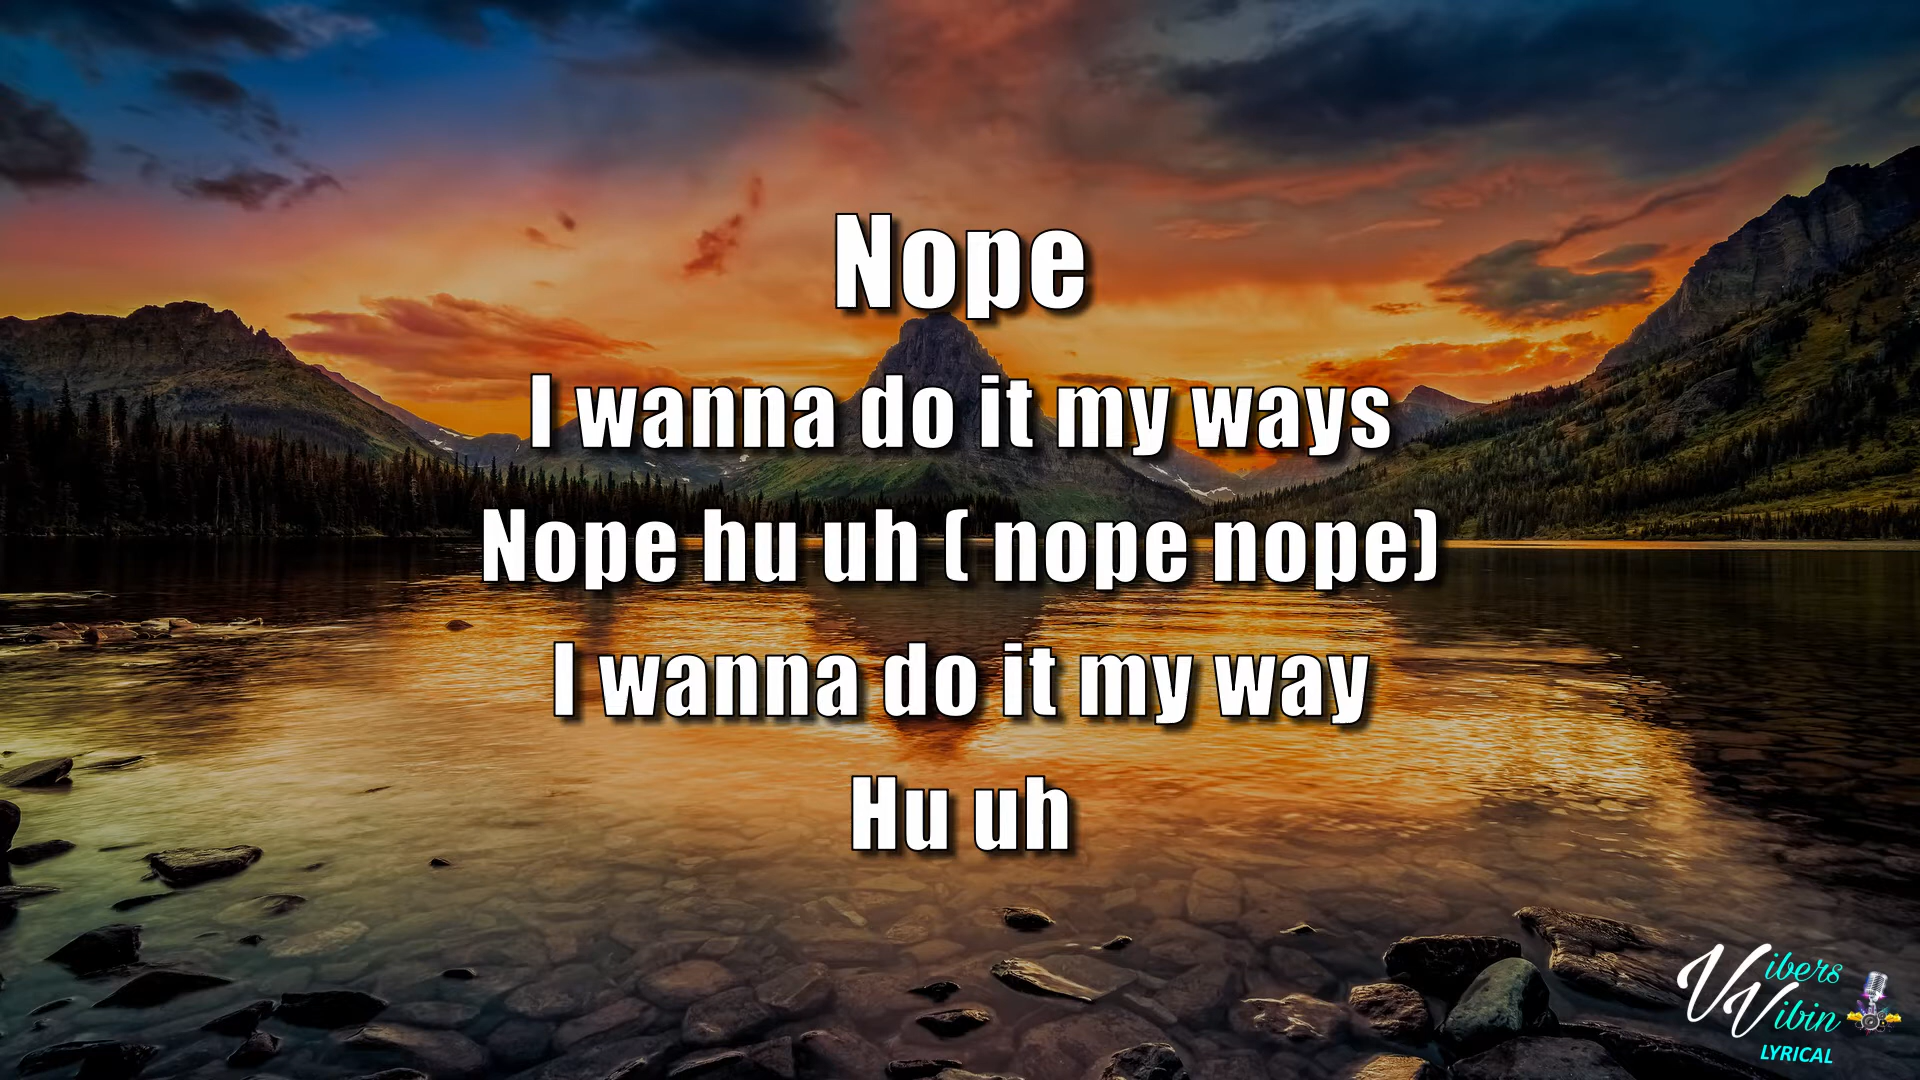 Nope
I wanna do it my ways
Nope hu uh ( nope nope)
I wanna do it my way
Hu uh
Vibers
Vibin
LYRICAL